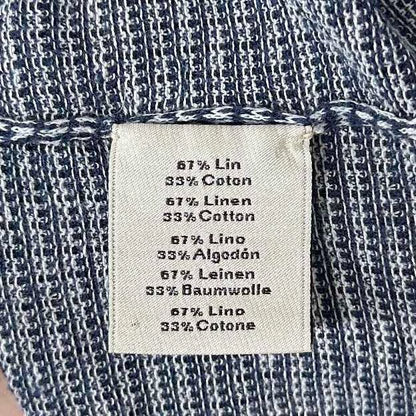 67% Lin
33% Coton
67% Linen
33% Cotton
67% Lino
33% Algodón
67% Leinen
33% Baumwolle
67% Lino
33% Cotone